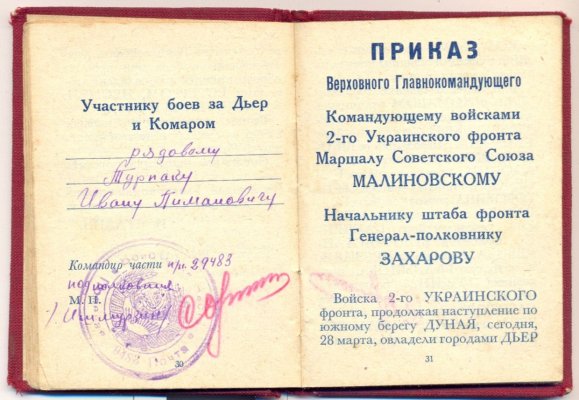 Участнику боев за Дьер
и Комаром
рядовому
Турпаку
Ивану Пимановичу
Командир части п/п. 29483
подполковник
М. П.
30
ПРИКАЗ
Верховного Главнокомандующего
Командующему войсками
2-го Украинского фронта
Маршалу Советского Союза
МАЛИНОВСКОМУ
Начальнику штаба фронта
Генерал-полковнику
ЗАХАРОВУ
Войска 2-го УКРАИНСКОГО
фронта, продолжая наступление по
южному берегу ДУНАЯ, сегодня,
28 марта, овладели городами ДЬЕР
31